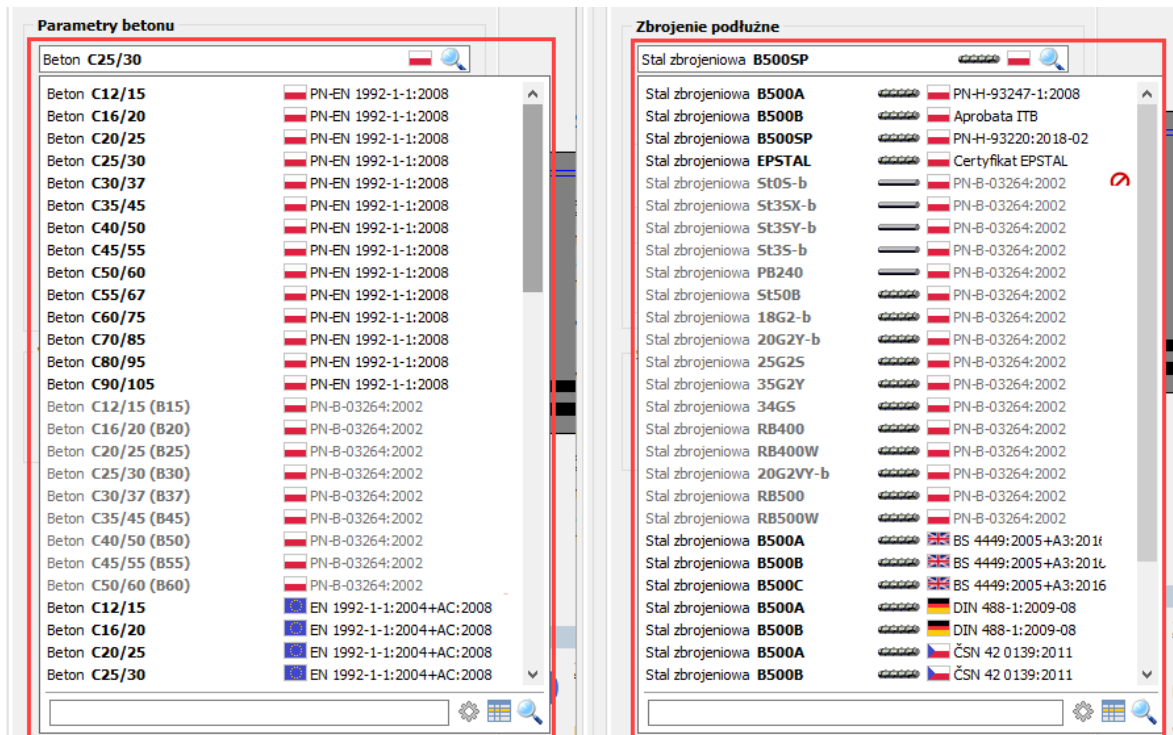 Parametry betonu
Beton C25/30
Beton C12/15 PN-EN 1992-1-1:2008
Beton C16/20 PN-EN 1992-1-1:2008
Beton C20/25 PN-EN 1992-1-1:2008
Beton C25/30 PN-EN 1992-1-1:2008
Beton C30/37 PN-EN 1992-1-1:2008
Beton C35/45 PN-EN 1992-1-1:2008
Beton C40/50 PN-EN 1992-1-1:2008
Beton C45/55 PN-EN 1992-1-1:2008
Beton C50/60 PN-EN 1992-1-1:2008
Beton C55/67 PN-EN 1992-1-1:2008
Beton C60/75 PN-EN 1992-1-1:2008
Beton C70/85 PN-EN 1992-1-1:2008
Beton C80/95 PN-EN 1992-1-1:2008
Beton C90/105 PN-EN 1992-1-1:2008
Beton C12/15 (B15) PN-B-03264:2002
Beton C16/20 (B20) PN-B-03264:2002
Beton C20/25 (B25) PN-B-03264:2002
Beton C25/30 (B30) PN-B-03264:2002
Beton C30/37 (B37) PN-B-03264:2002
Beton C35/45 (B45) PN-B-03264:2002
Beton C40/50 (B50) PN-B-03264:2002
Beton C45/55 (B55) PN-B-03264:2002
Beton C50/60 (B60) PN-B-03264:2002
Beton C12/15 EN 1992-1-1:2004+AC:2008
Beton C16/20 EN 1992-1-1:2004+AC:2008
Beton C20/25 EN 1992-1-1:2004+AC:2008
Beton C25/30 EN 1992-1-1:2004+AC:2008
Zbrojenie podłużne
Stal zbrojeniowa B500SP
Stal zbrojeniowa B500A PN-H-93247-1:2008
Stal zbrojeniowa B500B Aprobata ITB
Stal zbrojeniowa B500SP PN-H-93220:2018-02
Stal zbrojeniowa EPSTAL Certyfikat EPSTAL
Stal zbrojeniowa St0S-b PN-B-03264:2002
Stal zbrojeniowa St3SX-b PN-B-03264:2002
Stal zbrojeniowa St3SY-b PN-B-03264:2002
Stal zbrojeniowa St3S-b PN-B-03264:2002
Stal zbrojeniowa PB240 PN-B-03264:2002
Stal zbrojeniowa St50B PN-B-03264:2002
Stal zbrojeniowa 18G2-b PN-B-03264:2002
Stal zbrojeniowa 20G2Y-b PN-B-03264:2002
Stal zbrojeniowa 25G2S PN-B-03264:2002
Stal zbrojeniowa 35G2Y PN-B-03264:2002
Stal zbrojeniowa 34GS PN-B-03264:2002
Stal zbrojeniowa RB400 PN-B-03264:2002
Stal zbrojeniowa RB400W PN-B-03264:2002
Stal zbrojeniowa 20G2VY-b PN-B-03264:2002
Stal zbrojeniowa RB500 PN-B-03264:2002
Stal zbrojeniowa RB500W PN-B-03264:2002
Stal zbrojeniowa B500A BS 4449:2005+A3:2016
Stal zbrojeniowa B500B BS 4449:2005+A3:2016
Stal zbrojeniowa B500C BS 4449:2005+A3:2016
Stal zbrojeniowa B500A DIN 488-1:2009-08
Stal zbrojeniowa B500B DIN 488-1:2009-08
Stal zbrojeniowa B500A ČSN 42 0139:2011
Stal zbrojeniowa B500B ČSN 42 0139:2011